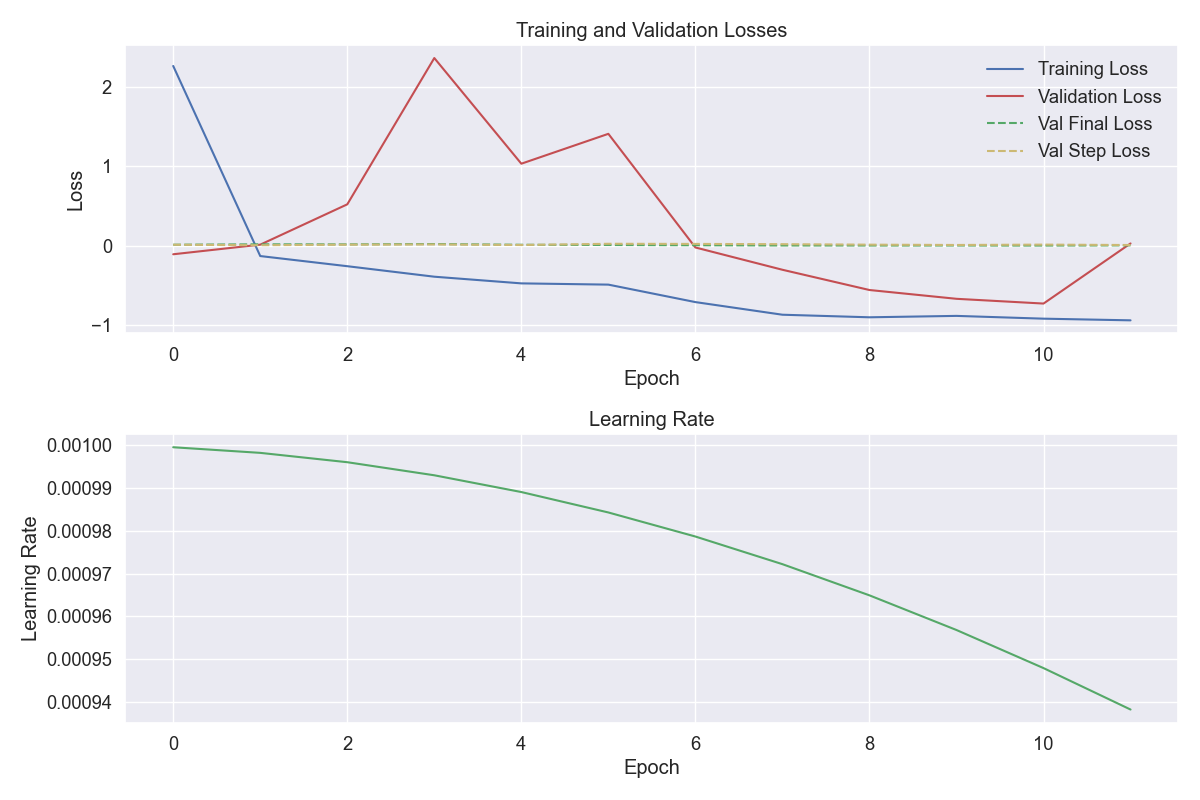 Training and Validation Losses
Training Loss
Validation Loss
Val Final Loss
Val Step Loss
Loss
2
1
0
−1
0 2 4 6 8 10
Epoch
Learning Rate
Learning Rate
0.00100
0.00099
0.00098
0.00097
0.00096
0.00095
0.00094
0 2 4 6 8 10
Epoch